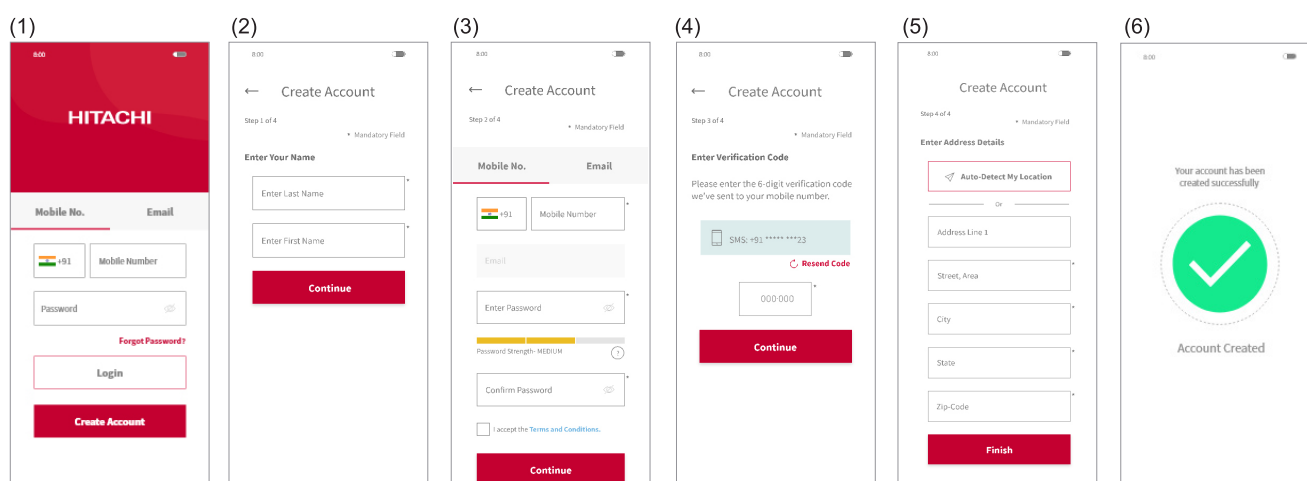 (1)
8:00
HITACHI
Mobile No. Email
+91 Mobile Number
Password
Forgot Password?
Login
Create Account
(2)
8:00
← Create Account
Step 1 of 4
* Mandatory Field
Enter Your Name
Enter Last Name *
Enter First Name *
Continue
(3)
8:00
← Create Account
Step 2 of 4
* Mandatory Field
Mobile No. Email
+91 Mobile Number *
Email
Enter Password *
Password Strength- MEDIUM ?
Confirm Password *
I accept the Terms and Conditions.
Continue
(4)
8:00
← Create Account
Step 3 of 4
* Mandatory Field
Enter Verification Code
Please enter the 6-digit verification code
we've sent to your mobile number.
SMS: +91 ***** ***23
Resend Code
000-000 *
Continue
(5)
8:00
Create Account
Step 4 of 4
* Mandatory Field
Enter Address Details
Auto-Detect My Location
Or
Address Line 1
Street, Area *
City *
State *
Zip-Code *
Finish
(6)
8:00
Your account has been
created successfully
Account Created